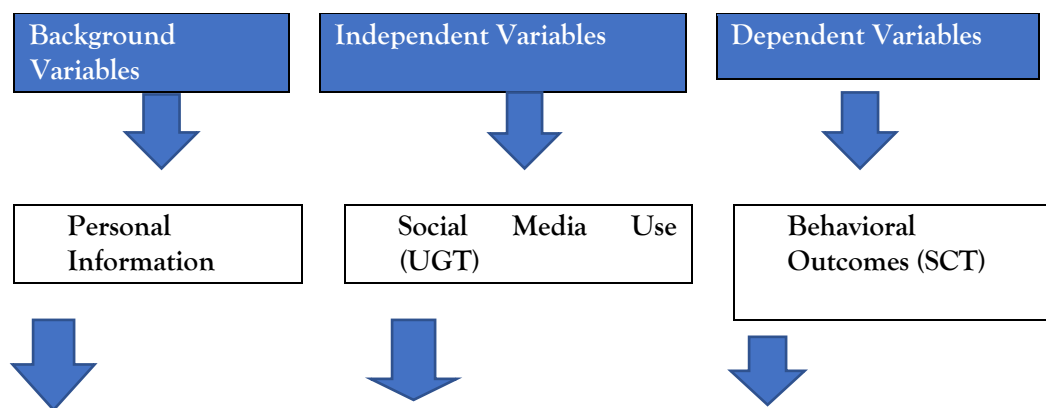 Background
Variables
Independent Variables
Dependent Variables
Personal
Information
Social Media Use
(UGT)
Behavioral
Outcomes (SCT)